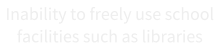 Inability to freely use school
facilities such as libraries